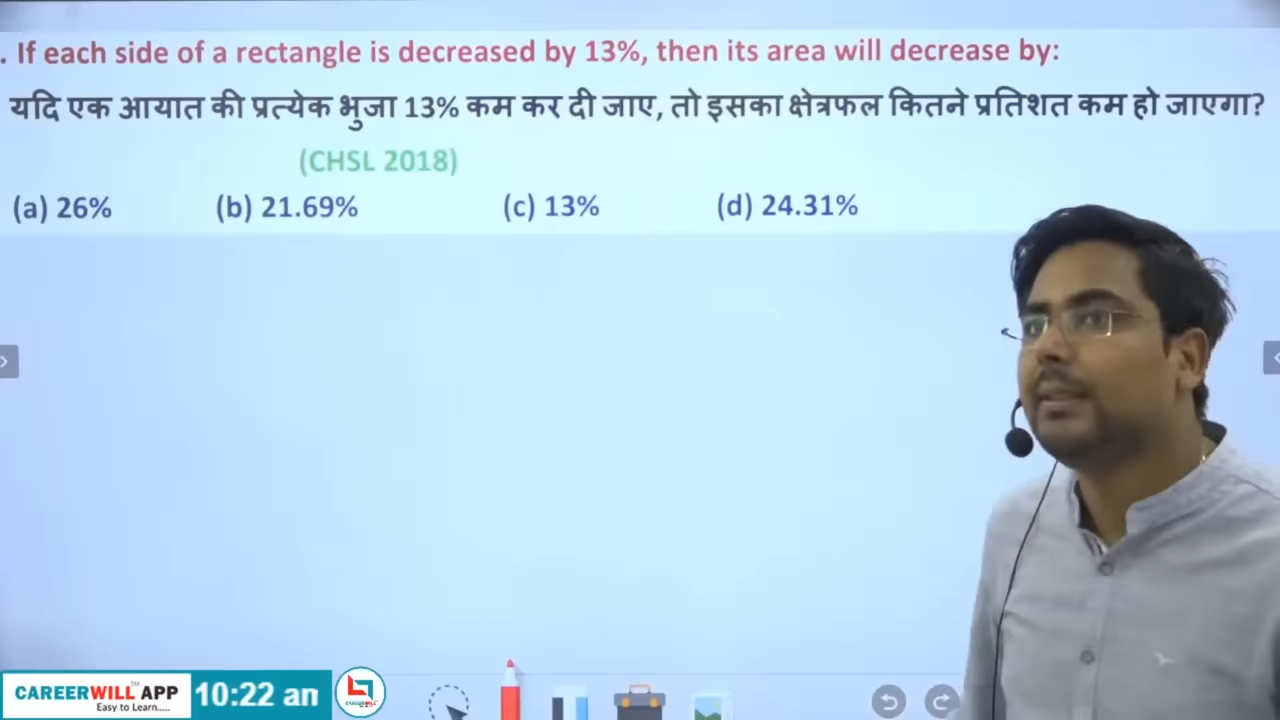 . If each side of a rectangle is decreased by 13%, then its area will decrease by:
यदि एक आयात की प्रत्येक भुजा 13% कम कर दी जाए, तो इसका क्षेत्रफल कितने प्रतिशत कम हो जाएगा?
(CHSL 2018)
(a) 26% (b) 21.69% (c) 13% (d) 24.31%
CAREERWILL™ APP
Easy to Learn.....
10:22 an
CAREERWILL